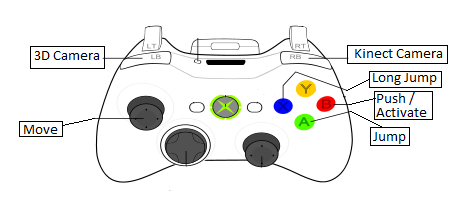 LT
RT
3D Camera
LB
RB
Kinect Camera
Long Jump
Y
X
B
Push /
Activate
Move
A
Jump